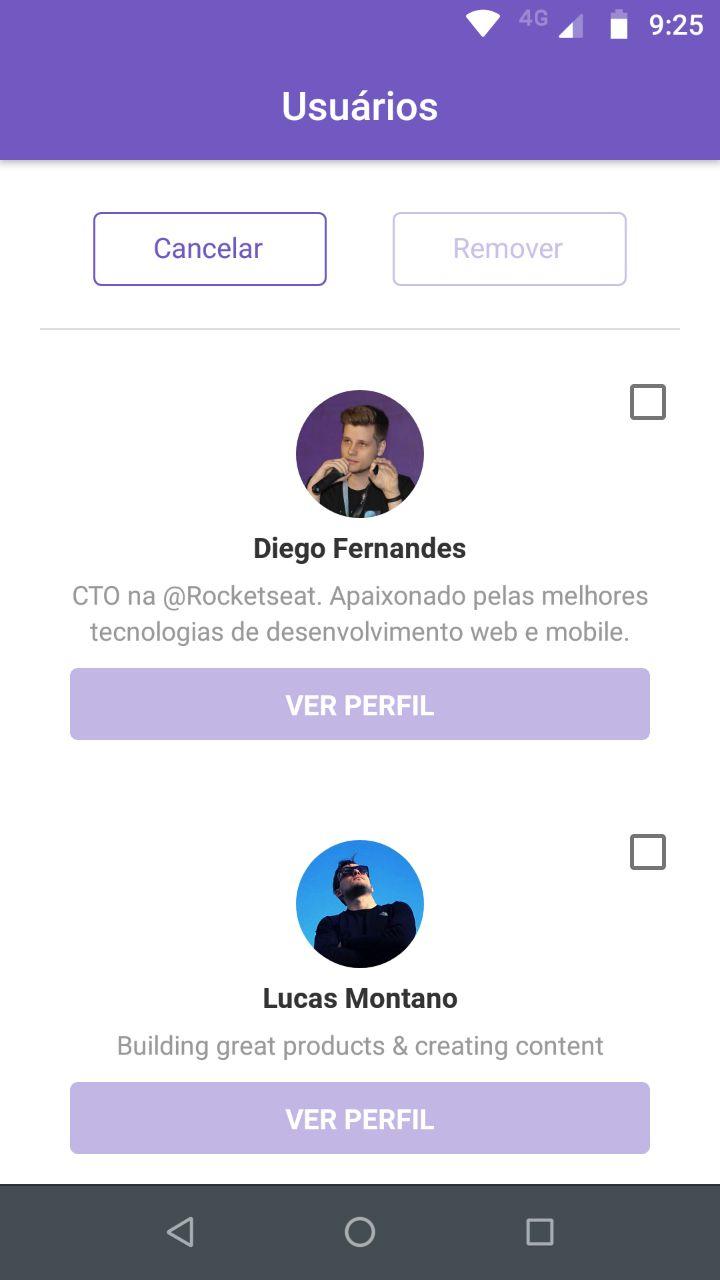 4G 9:25
Usuários
Cancelar Remover
Diego Fernandes
CTO na @Rocketseat. Apaixonado pelas melhores
tecnologias de desenvolvimento web e mobile.
VER PERFIL
Lucas Montano
Building great products & creating content
VER PERFIL